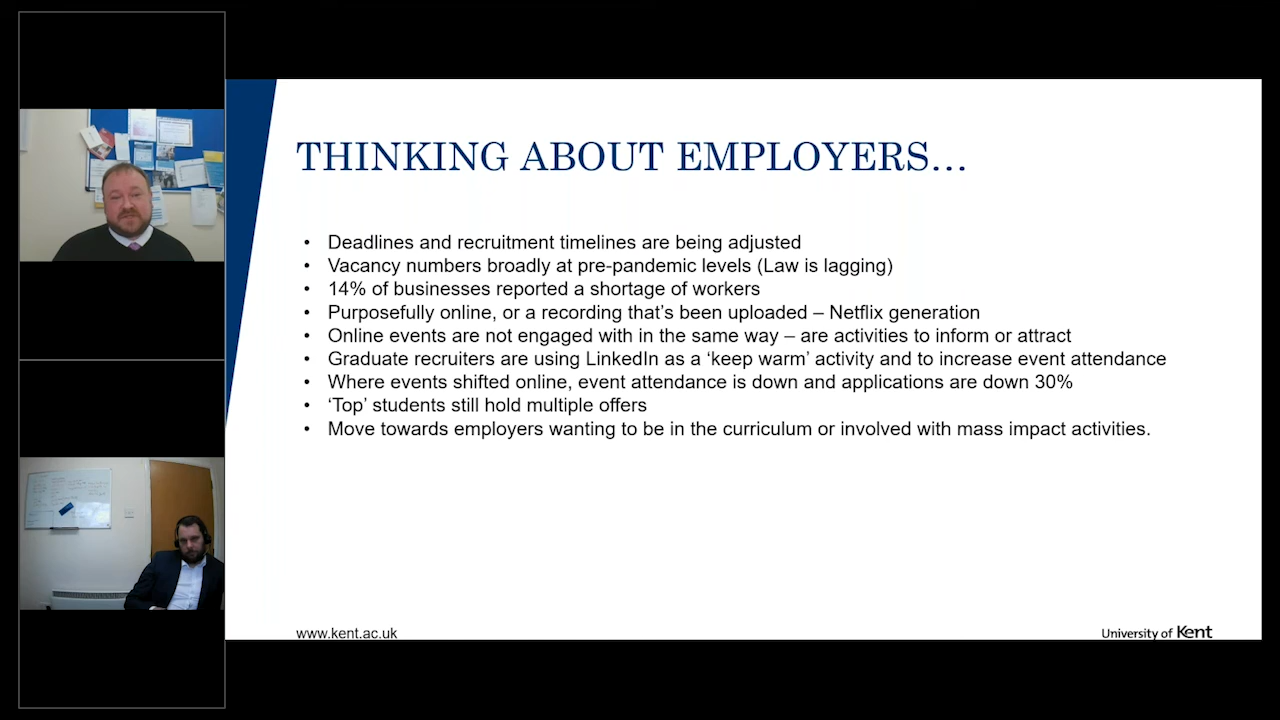 THINKING ABOUT EMPLOYERS…
• Deadlines and recruitment timelines are being adjusted
• Vacancy numbers broadly at pre-pandemic levels (Law is lagging)
• 14% of businesses reported a shortage of workers
• Purposefully online, or a recording that’s been uploaded – Netflix generation
• Online events are not engaged with in the same way – are activities to inform or attract
• Graduate recruiters are using LinkedIn as a ‘keep warm’ activity and to increase event attendance
• Where events shifted online, event attendance is down and applications are down 30%
• ‘Top’ students still hold multiple offers
• Move towards employers wanting to be in the curriculum or involved with mass impact activities.
www.kent.ac.uk
University of Kent